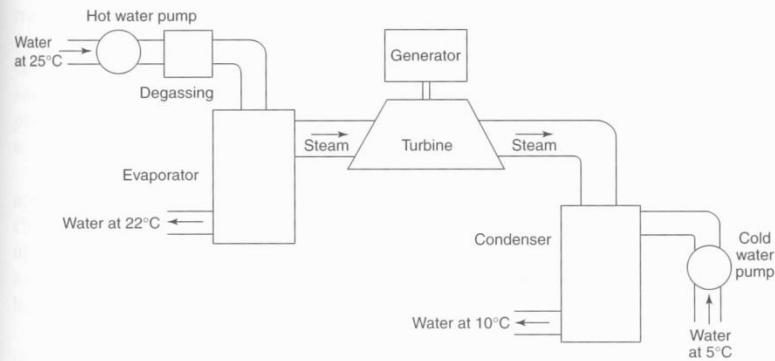 Hot water pump
Water
at 25°C
Degassing
Generator
Steam
Turbine
Steam
Evaporator
Water at 22°C
Condenser
Cold
water
pump
Water at 10°C
Water
at 5°C